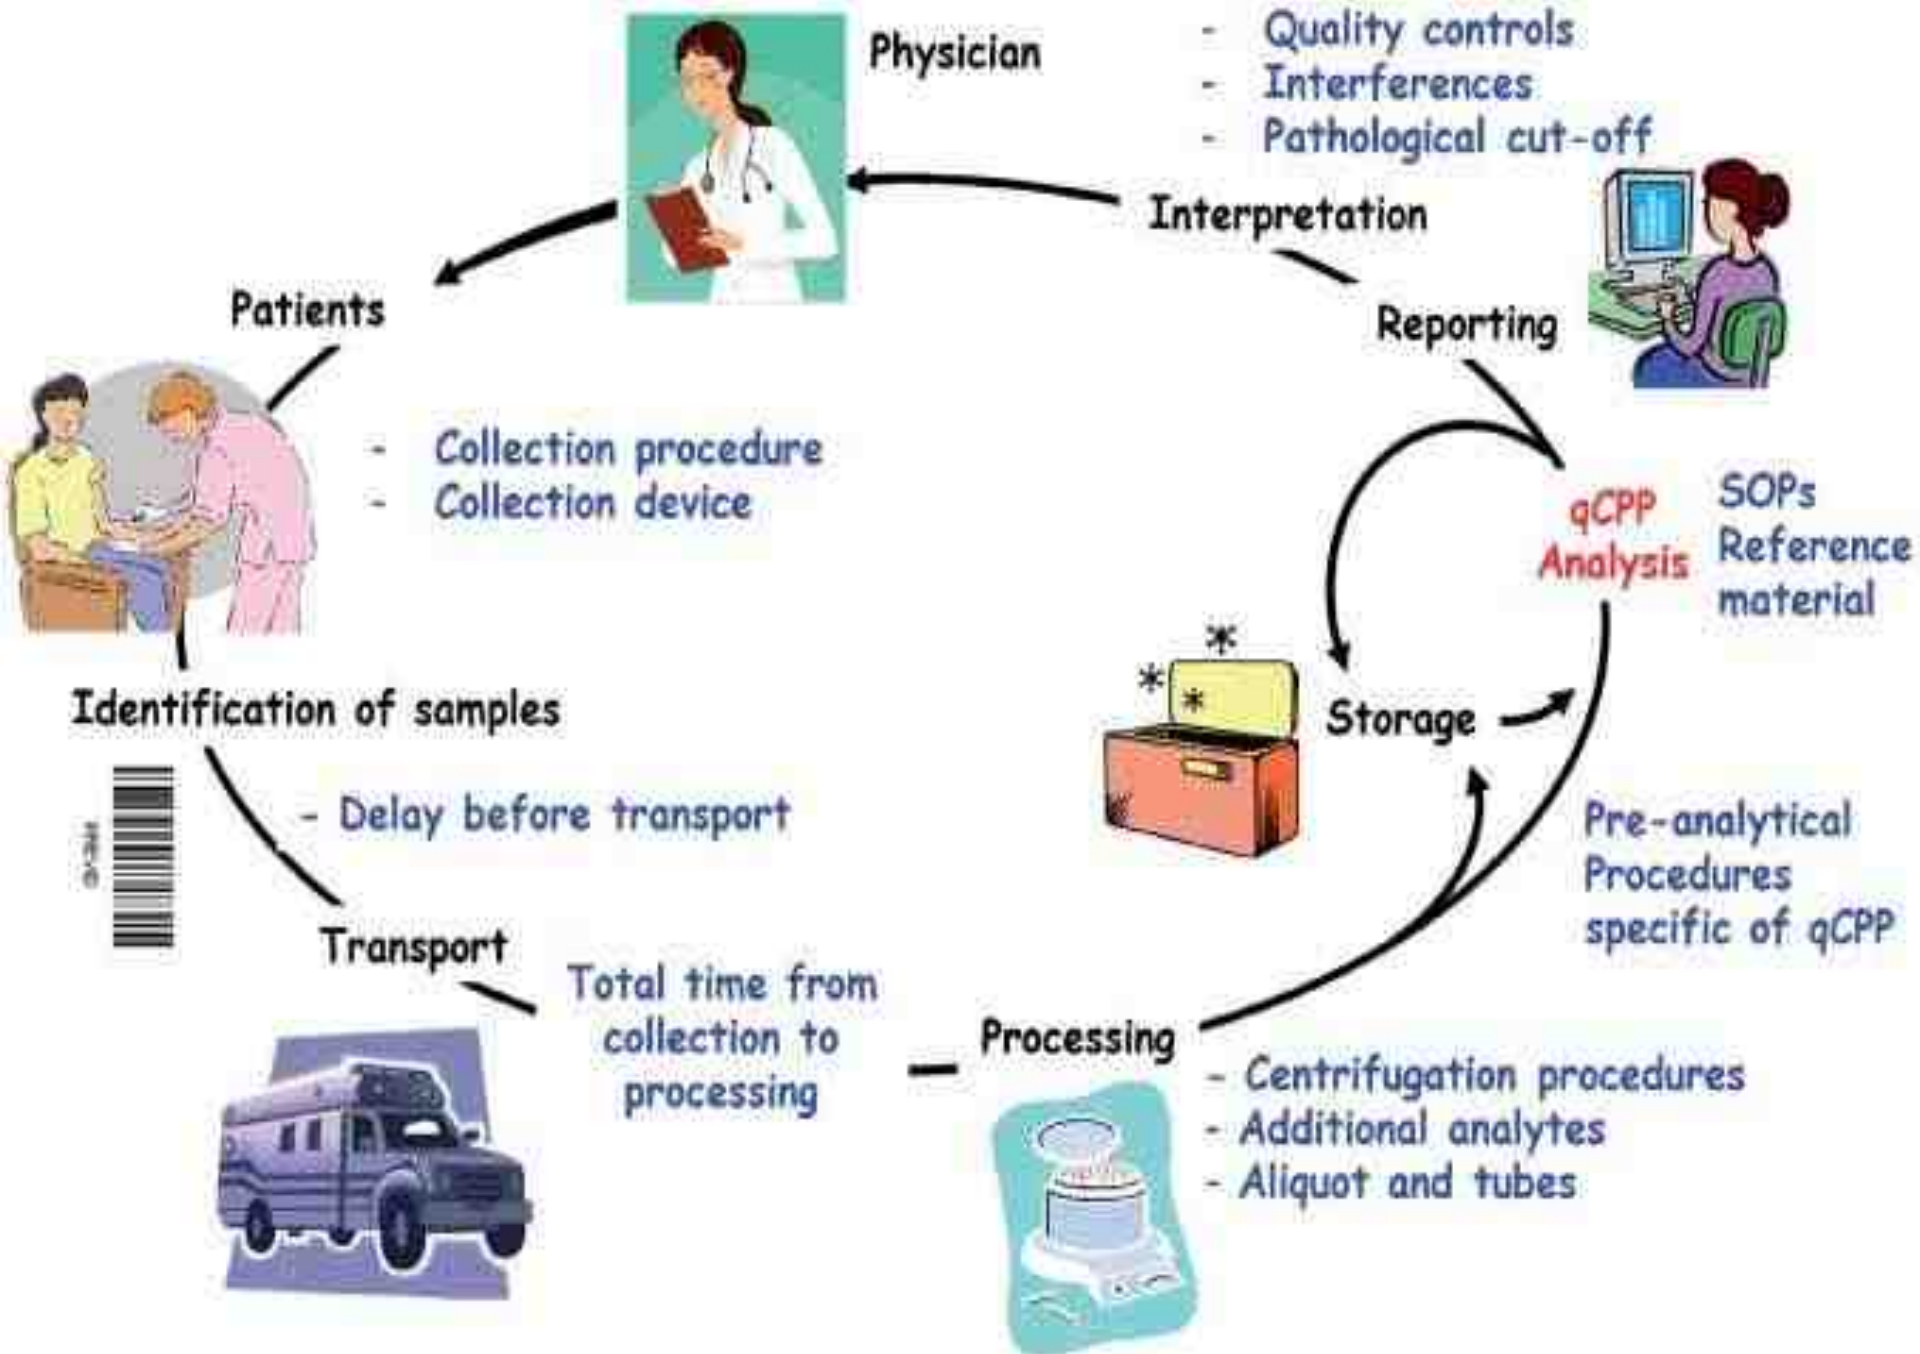 Physician
- Quality controls
- Interferences
- Pathological cut-off
Interpretation
Reporting
Patients
- Collection procedure
- Collection device
qCPP
Analysis
SOPs
Reference
material
Identification of samples
Storage
- Delay before transport
Pre-analytical
Procedures
specific of qCPP
Transport
Total time from
collection to
processing
Processing
- Centrifugation procedures
- Additional analytes
- Aliquot and tubes